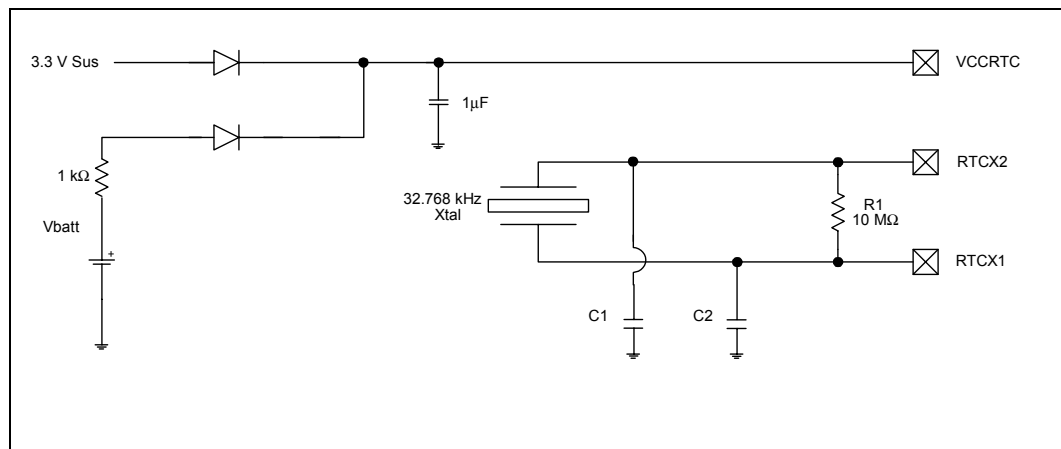 3.3 V Sus
VCCRTC
1μF
1 kΩ
RTCX2
32.768 kHz
Xtal
R1
10 MΩ
Vbatt
+
RTCX1
C1
C2